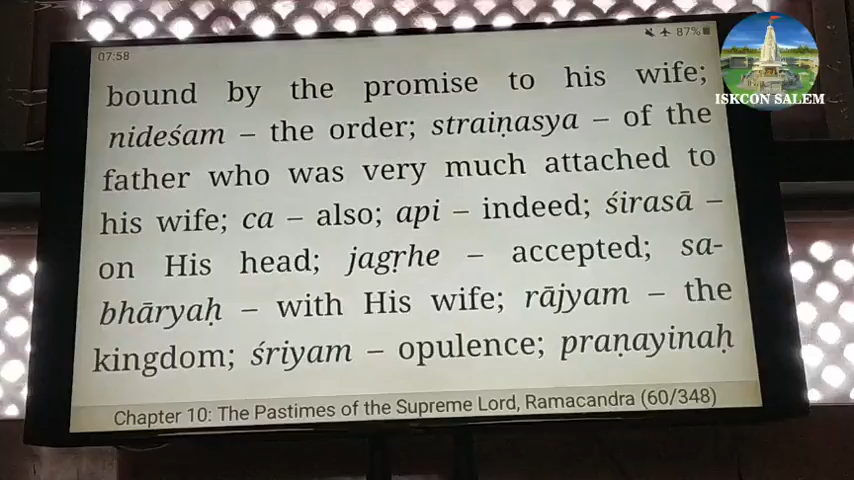 07:58
87%
ISKCON SALEM
bound by the promise to his wife;
nideśam – the order; straiṇasya – of the
father who was very much attached to
his wife; ca – also; api – indeed; śirasā –
on His head; jagṛhe – accepted; sa-
bhāryaḥ – with His wife; rājyam – the
kingdom; śriyam – opulence; praṇayinaḥ
Chapter 10: The Pastimes of the Supreme Lord, Ramacandra (60/348)